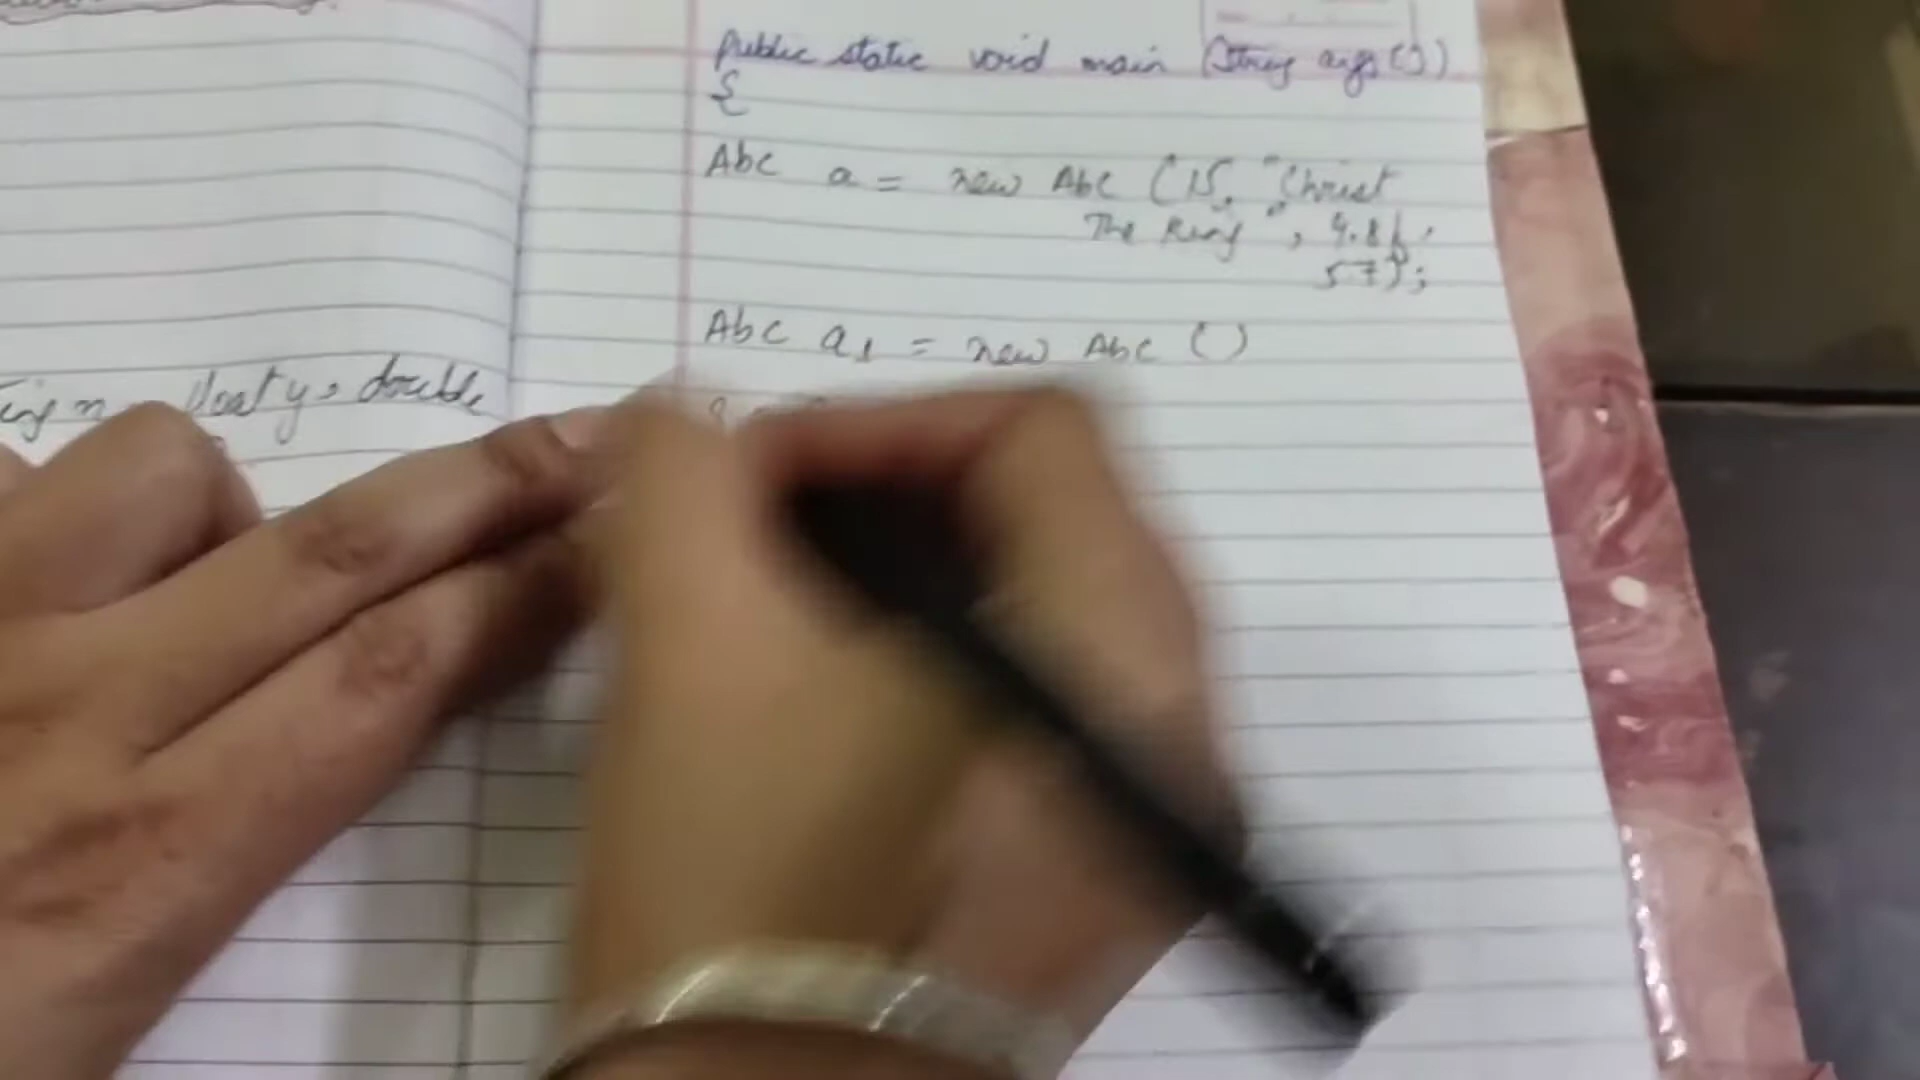 float y, double
public static void main (String args[])
{
Abc a = new Abc (15, "Christ
The King", 4.8f,
57);
Abc a1 = new Abc ()